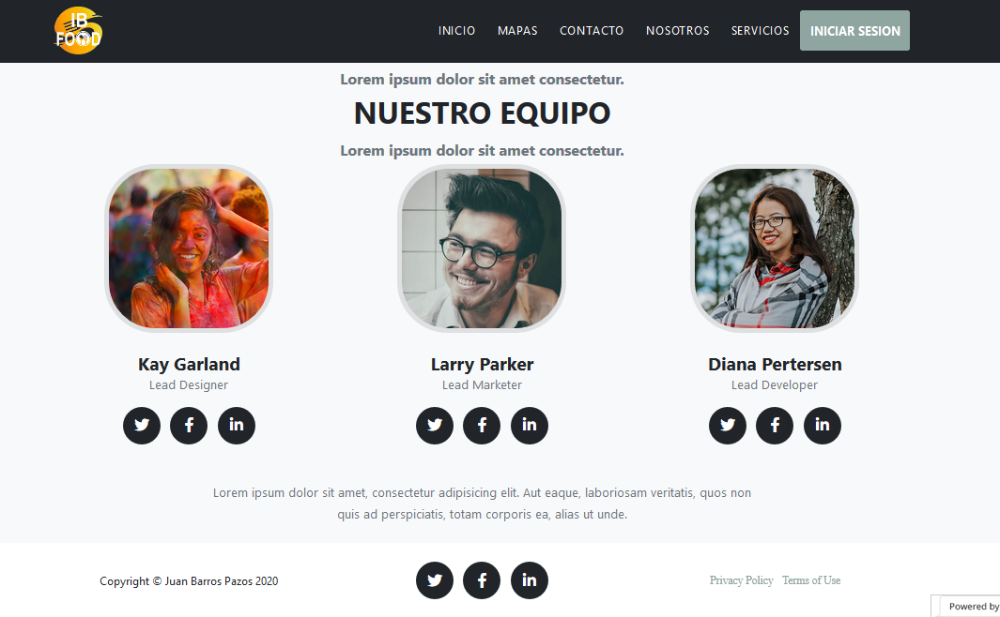 JB
FOOD
INICIO MAPAS CONTACTO NOSOTROS SERVICIOS INICIAR SESION
Lorem ipsum dolor sit amet consectetur.
NUESTRO EQUIPO
Lorem ipsum dolor sit amet consectetur.
Kay Garland Larry Parker Diana Pertersen
Lead Designer Lead Marketer Lead Developer
Lorem ipsum dolor sit amet, consectetur adipisicing elit. Aut eaque, laboriosam veritatis, quos non
quis ad perspiciatis, totam corporis ea, alias ut unde.
Copyright © Juan Barros Pazos 2020 Privacy Policy Terms of Use
Powered by